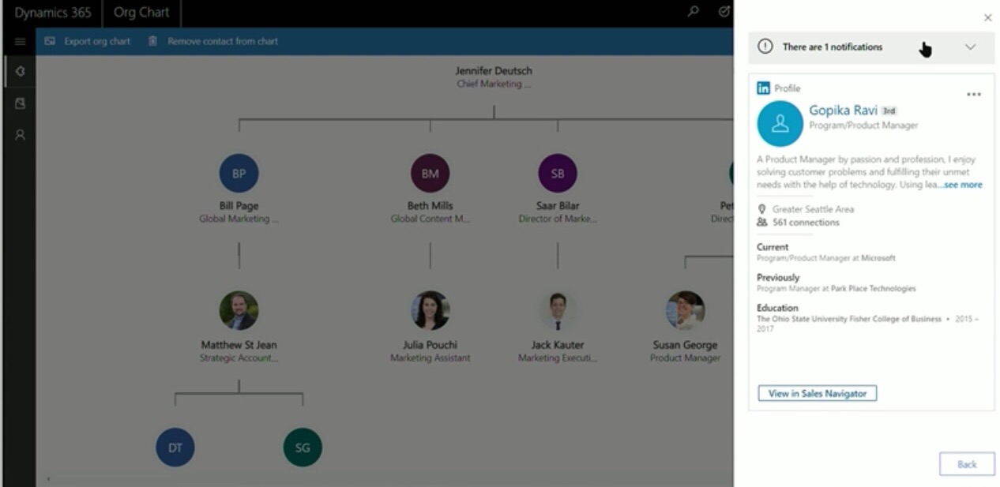 Dynamics 365
Org Chart
Export org chart
Remove contact from chart
Jennifer Deutsch
Chief Marketing ...
BP
BM
SB
Bill Page
Global Marketing ...
Beth Mills
Global Content M...
Saar Bilar
Director of Marke...
Pet
Direc
Matthew St Jean
Strategic Account...
Julia Pouchi
Marketing Assistant
Jack Kauter
Marketing Executi...
Susan George
Product Manager
DT
SG
There are 1 notifications
in Profile
Gopika Ravi 3rd
Program/Product Manager
A Product Manager by passion and profession, I enjoy
solving customer problems and fulfilling their unmet
needs with the help of technology. Using lea...see more
Greater Seattle Area
561 connections
Current
Program/Product Manager at Microsoft
Previously
Program Manager at Park Place Technologies
Education
The Ohio State University Fisher College of Business • 2015 –
2017
View in Sales Navigator
Back